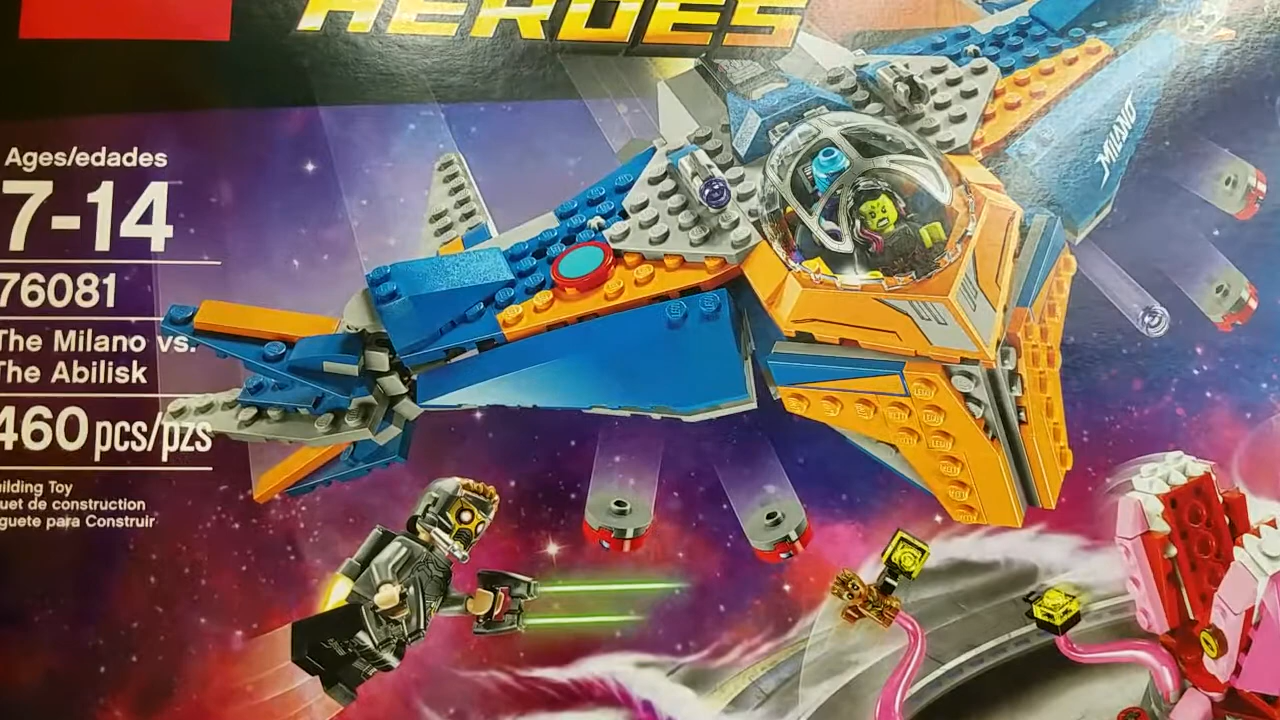 HEROES
Ages/edades
7-14
76081
MILANO
The Milano vs.
The Abilisk
460 pcs/pzs
uilding Toy
uet de construction
guete para Construir